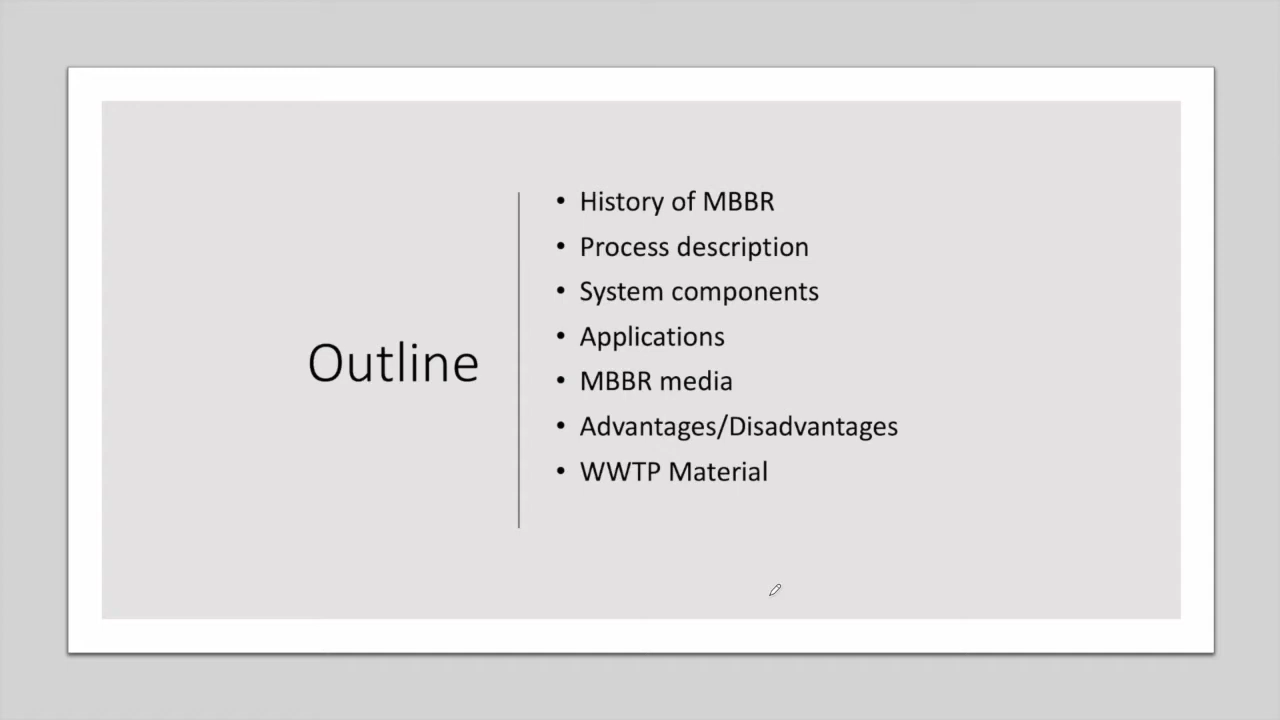 Outline
• History of MBBR
• Process description
• System components
• Applications
• MBBR media
• Advantages/Disadvantages
• WWTP Material